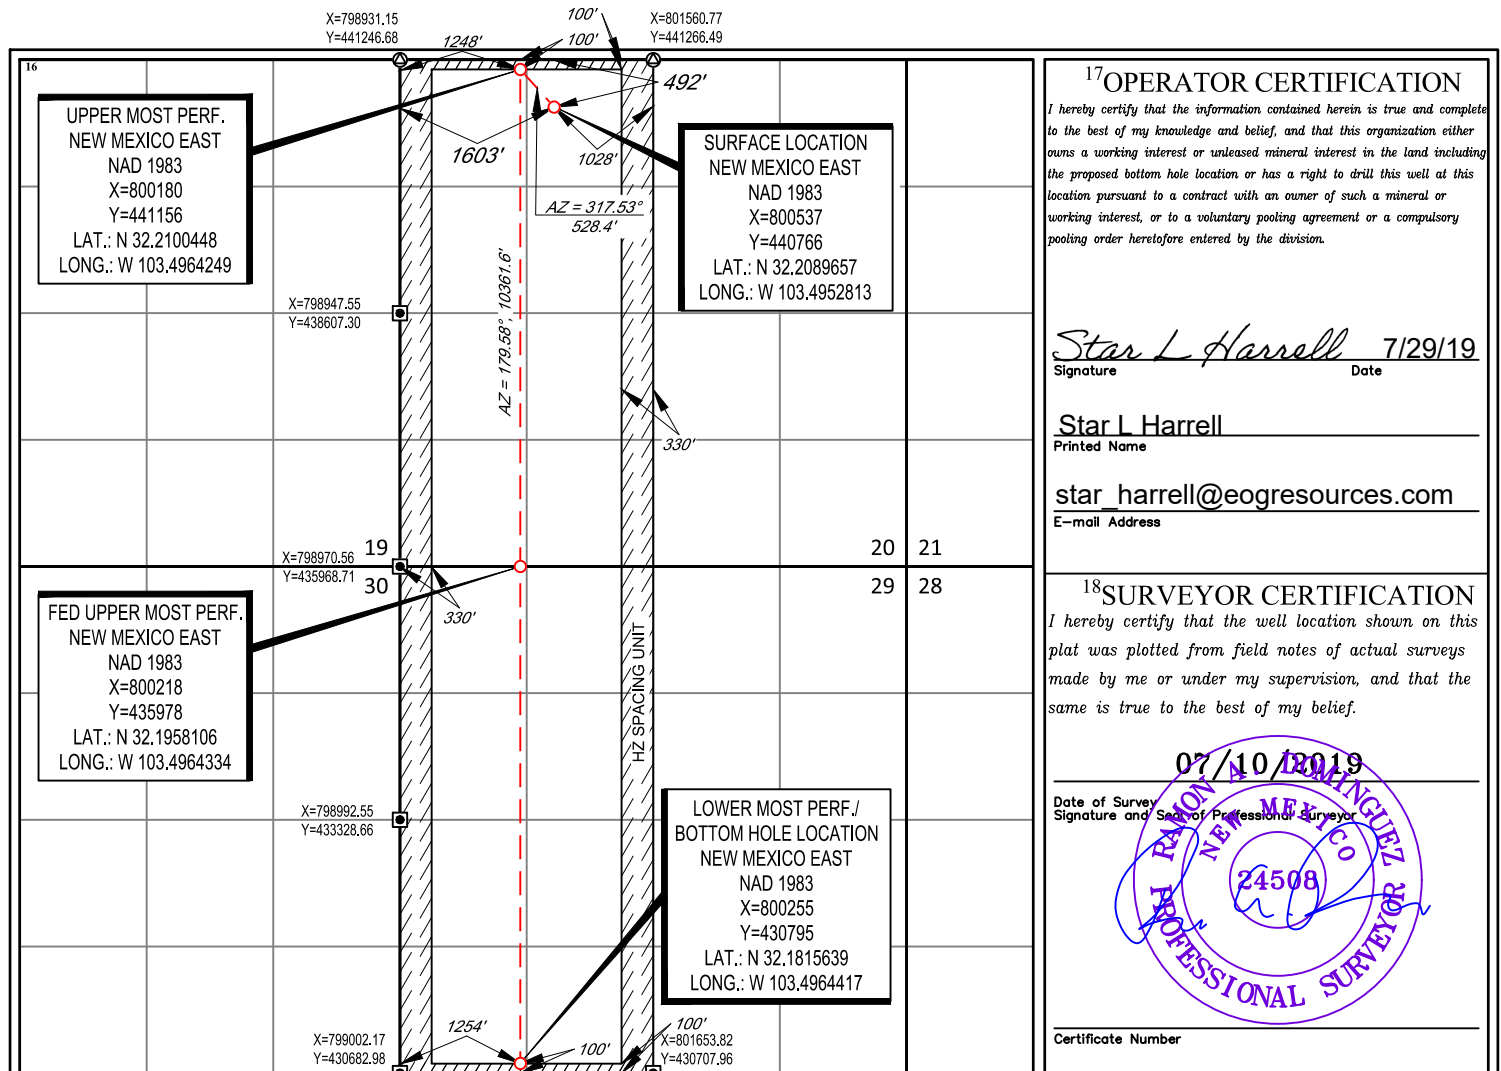 X=798931.15
Y=441246.68
1248'
100'
100'
X=801560.77
Y=441266.49
16
492'
UPPER MOST PERF.
NEW MEXICO EAST
NAD 1983
X=800180
Y=441156
LAT.: N 32.2100448
LONG.: W 103.4964249
1603'
1028'
SURFACE LOCATION
NEW MEXICO EAST
NAD 1983
X=800537
Y=440766
LAT.: N 32.2089657
LONG.: W 103.4952813
AZ = 317.53°
528.4'
AZ = 179.58°, 10361.6'
X=798947.55
Y=438607.30
330'
X=798970.56
Y=435968.71
19
30
20
21
29
28
330'
FED UPPER MOST PERF.
NEW MEXICO EAST
NAD 1983
X=800218
Y=435978
LAT.: N 32.1958106
LONG.: W 103.4964334
HZ SPACING UNIT
X=798992.55
Y=433328.66
LOWER MOST PERF./
BOTTOM HOLE LOCATION
NEW MEXICO EAST
NAD 1983
X=800255
Y=430795
LAT.: N 32.1815639
LONG.: W 103.4964417
X=799002.17
Y=430682.98
1254'
100'
100'
X=801653.82
Y=430707.96
17OPERATOR CERTIFICATION
I hereby certify that the information contained herein is true and complete
to the best of my knowledge and belief, and that this organization either
owns a working interest or unleased mineral interest in the land including
the proposed bottom hole location or has a right to drill this well at this
location pursuant to a contract with an owner of such a mineral or
working interest, or to a voluntary pooling agreement or a compulsory
pooling order heretofore entered by the division.
Star L Harrell 7/29/19
Signature Date
Star L Harrell
Printed Name
star_harrell@eogresources.com
E-mail Address
18SURVEYOR CERTIFICATION
I hereby certify that the well location shown on this
plat was plotted from field notes of actual surveys
made by me or under my supervision, and that the
same is true to the best of my belief.
07/10/2019
Date of Survey
Signature and Seal of Professional Surveyor
RAMON A. DOMINGUEZ
NEW MEXICO
24508
PROFESSIONAL SURVEYOR
Certificate Number